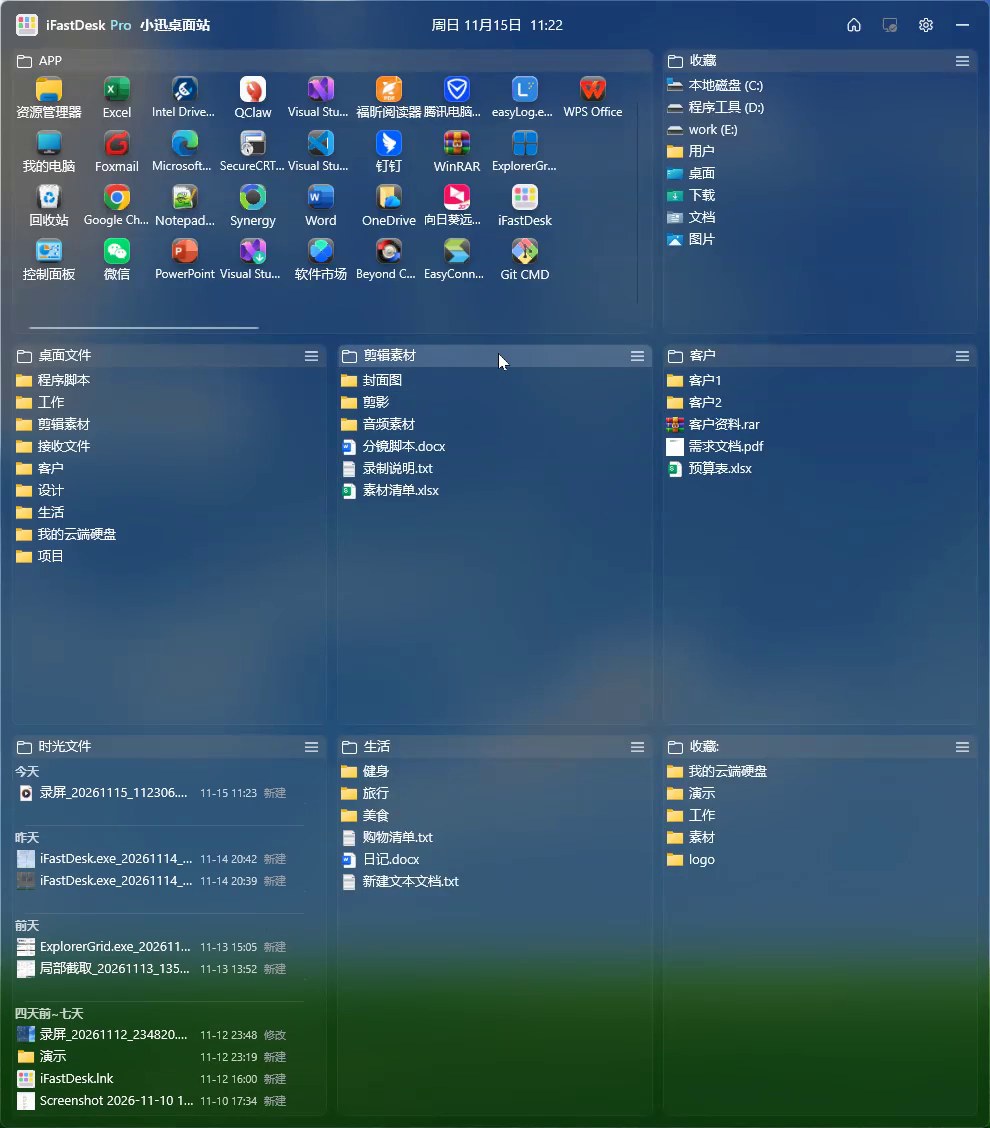 iFastDesk Pro 小迅桌面站 周日 11月15日 11:22
APP
资源管理器 Excel Intel Drive... QClaw Visual Stu... 福昕阅读器 腾讯电脑... easyLog.e... WPS Office
我的电脑 Foxmail Microsoft... SecureCRT... Visual Stu... 钉钉 WinRAR ExplorerGr...
回收站 Google Ch... Notepad... Synergy Word OneDrive 向日葵远... iFastDesk
控制面板 微信 PowerPoint Visual Stu... 软件市场 Beyond C... EasyConn... Git CMD
收藏
本地磁盘 (C:)
程序工具 (D:)
work (E:)
用户
桌面
下载
文档
图片
桌面文件
程序脚本
工作
剪辑素材
接收文件
客户
设计
生活
我的云端硬盘
项目
剪辑素材
封面图
剪影
音频素材
分镜脚本.docx
录制说明.txt
素材清单.xlsx
客户
客户1
客户2
客户资料.rar
需求文档.pdf
预算表.xlsx
时光文件
今天
录屏_20261115_112306.... 11-15 11:23 新建
昨天
iFastDesk.exe_20261114_... 11-14 20:42 新建
iFastDesk.exe_20261114_... 11-14 20:39 新建
前天
ExplorerGrid.exe_202611... 11-13 15:05 新建
局部截取_20261113_135... 11-13 13:52 新建
四天前~七天
录屏_20261112_234820.... 11-12 23:48 修改
演示 11-12 23:19 新建
iFastDesk.lnk 11-12 16:00 新建
Screenshot 2026-11-10 1... 11-10 17:34 新建
生活
健身
旅行
美食
购物清单.txt
日记.docx
新建文本文档.txt
收藏:
我的云端硬盘
演示
工作
素材
logo